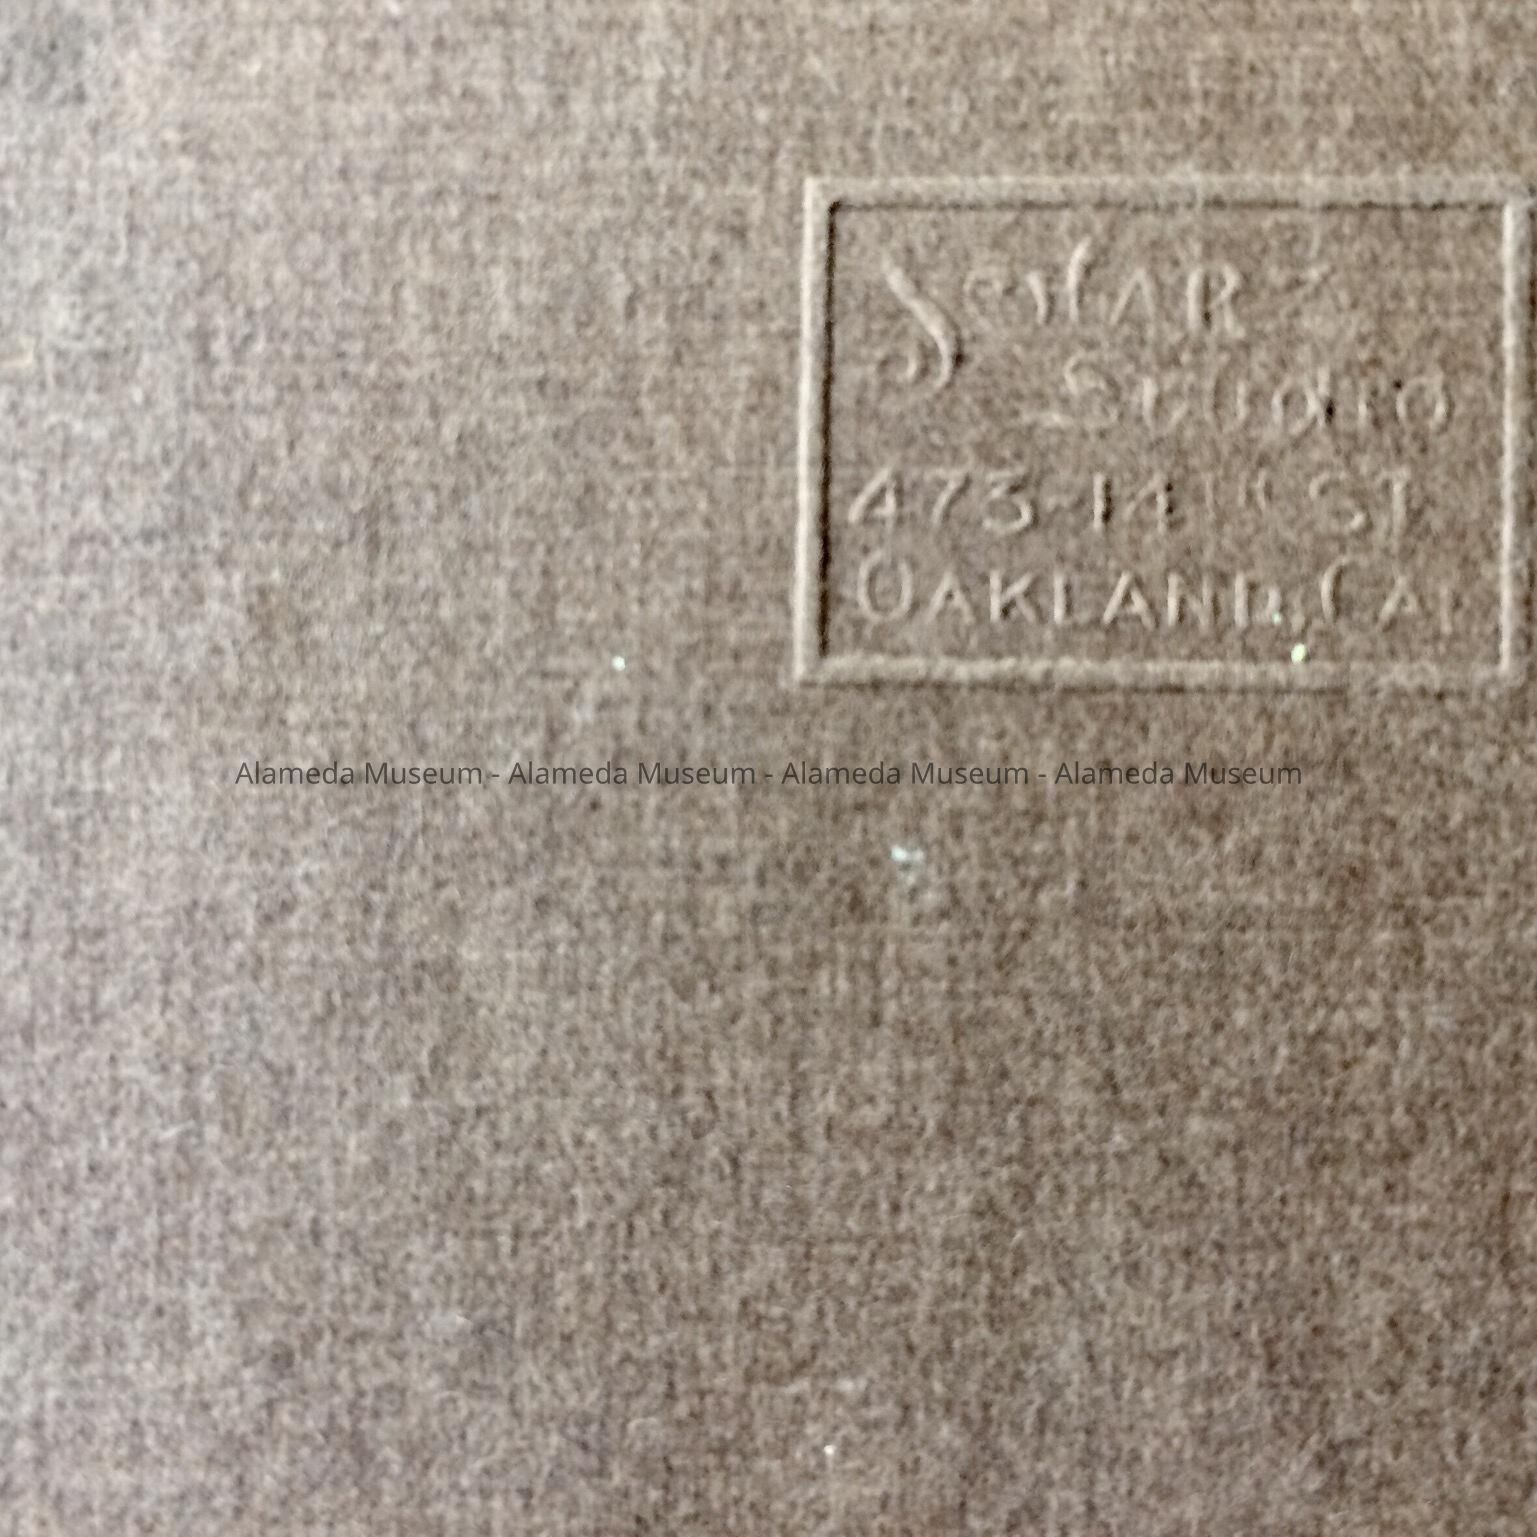 Studio
473-14th ST
Oakland, Cal
Alameda Museum - Alameda Museum - Alameda Museum - Alameda Museum